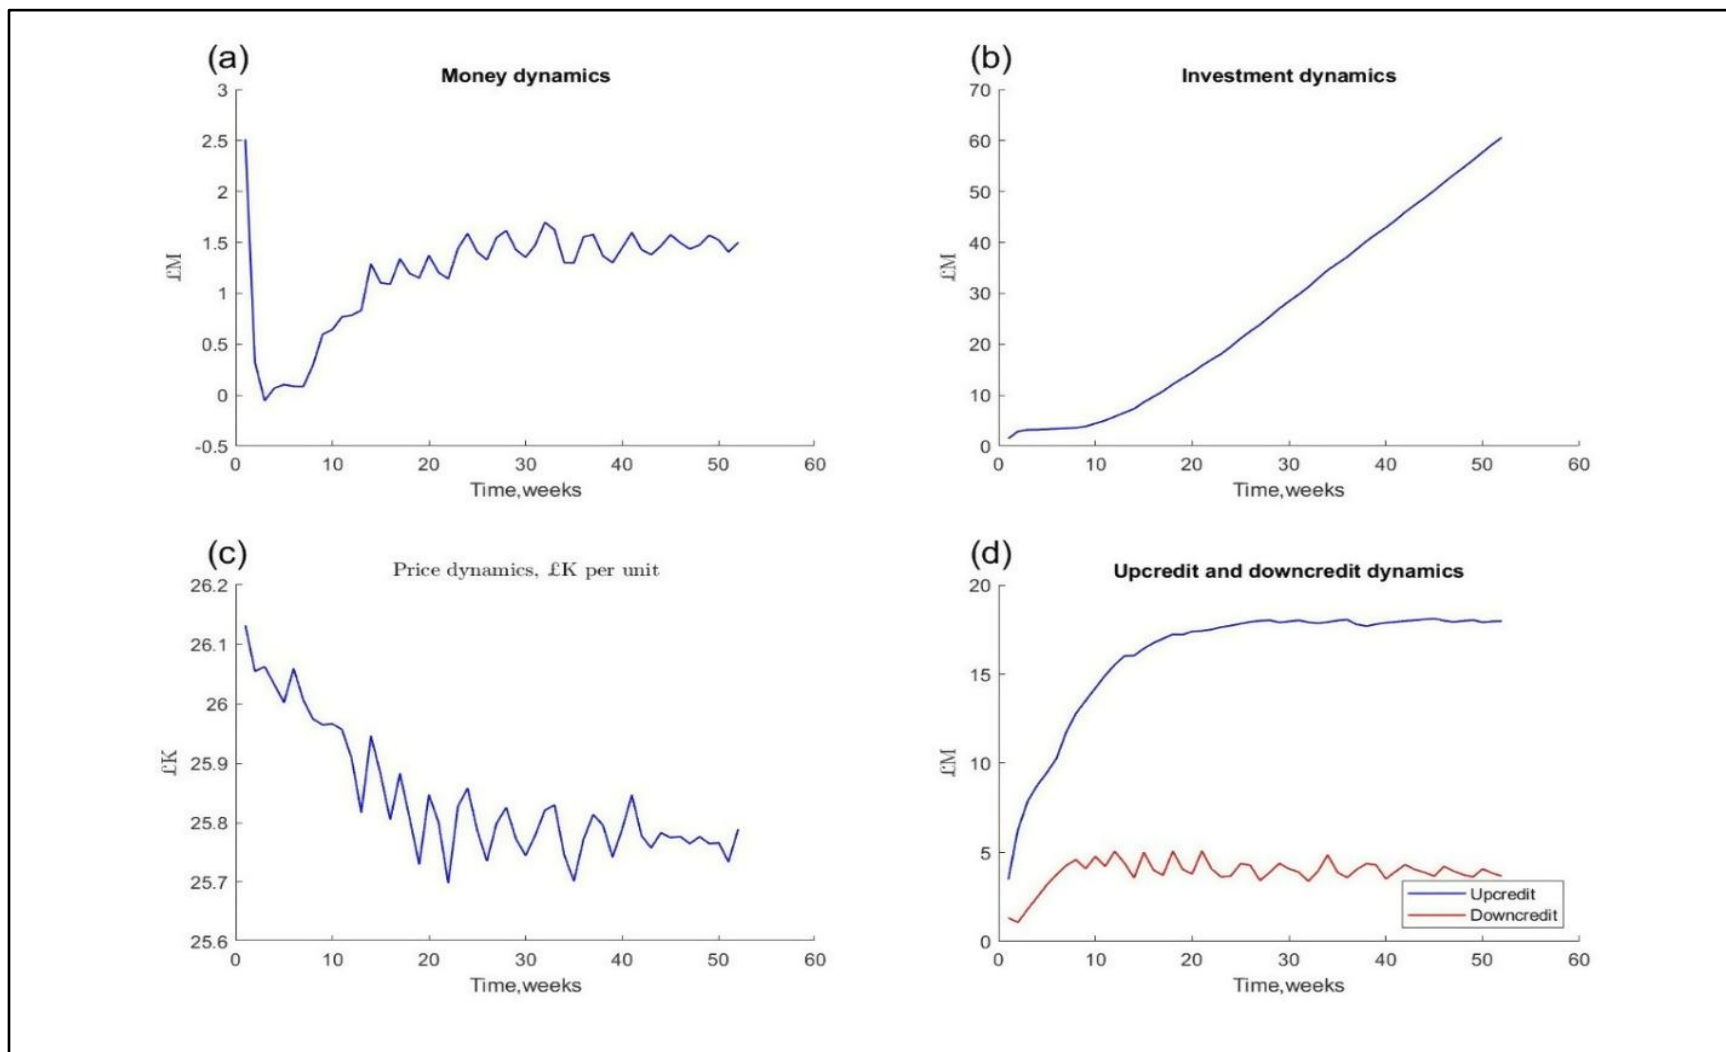 (a)
Money dynamics
3
2.5
2
1.5
1
0.5
0
-0.5
£M
0 10 20 30 40 50 60
Time,weeks
(b)
Investment dynamics
70
60
50
40
30
20
10
0
£M
0 10 20 30 40 50 60
Time,weeks
(c)
Price dynamics, £K per unit
26.2
26.1
26
25.9
25.8
25.7
25.6
£K
0 10 20 30 40 50 60
Time,weeks
(d)
Upcredit and downcredit dynamics
20
15
10
5
0
£M
Upcredit
Downcredit
0 10 20 30 40 50 60
Time,weeks